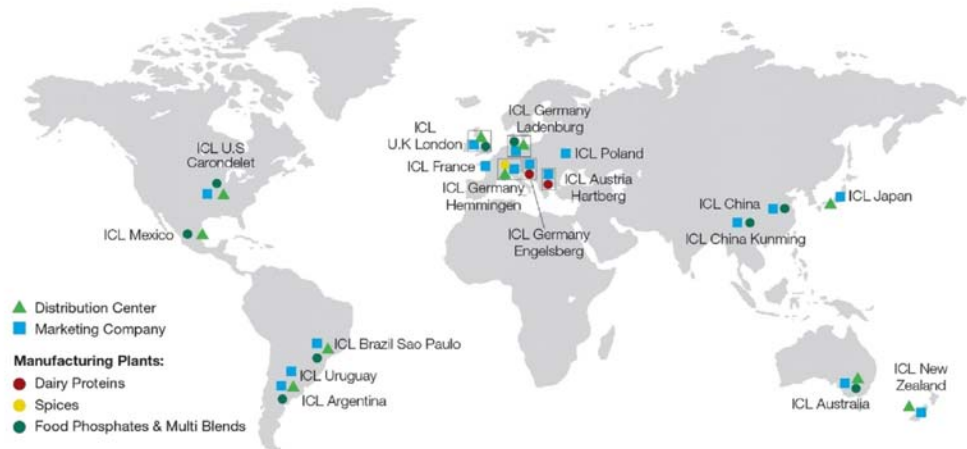 ICL U.S.
Carondelet
ICL Mexico
ICL
U.K London
ICL France
ICL Germany
Hemmingen
ICL Germany
Ladenburg
ICL Poland
ICL Austria
Hartberg
ICL Germany
Engelsberg
ICL China
ICL China Kunming
ICL Japan
Distribution Center
Marketing Company
Manufacturing Plants:
Dairy Proteins
Spices
Food Phosphates & Multi Blends
ICL Brazil Sao Paulo
ICL Uruguay
ICL Argentina
ICL Australia
ICL New
Zealand